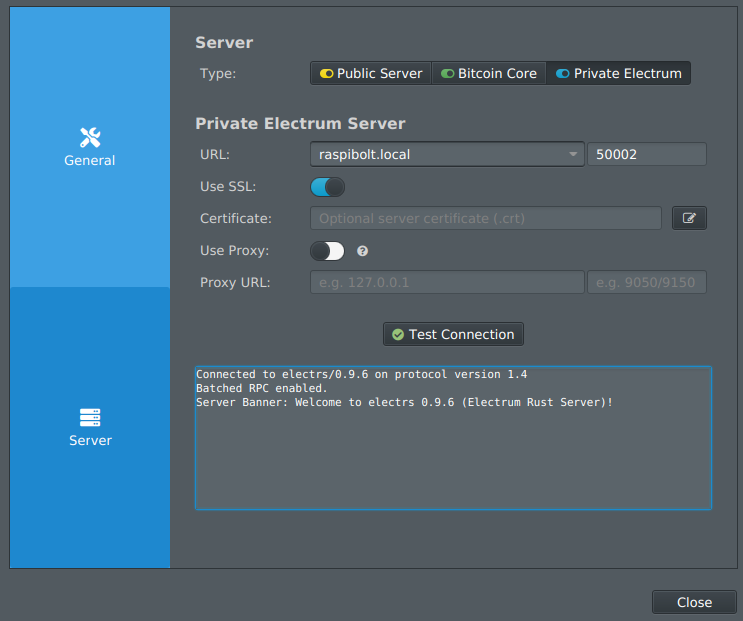 Server
Type: Public Server Bitcoin Core Private Electrum
General
Private Electrum Server
URL: raspibolt.local 50002
Use SSL:
Certificate: Optional server certificate (.crt)
Use Proxy: ?
Proxy URL: e.g. 127.0.0.1 e.g. 9050/9150
Test Connection
Connected to electrs/0.9.6 on protocol version 1.4
Batched RPC enabled.
Server Banner: Welcome to electrs 0.9.6 (Electrum Rust Server)!
Server
Close